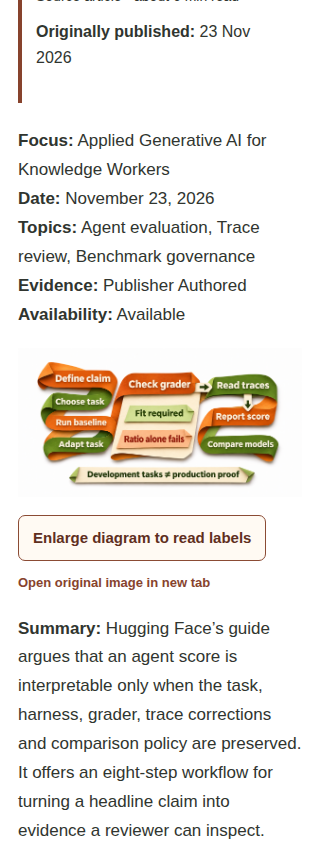 Originally published: 23 Nov
2026
Focus: Applied Generative AI for
Knowledge Workers
Date: November 23, 2026
Topics: Agent evaluation, Trace
review, Benchmark governance
Evidence: Publisher Authored
Availability: Available
Define claim
Choose task
Run baseline
Adapt task
Check grader
Fit required
Ratio alone fails
Read traces
Report score
Compare models
Development tasks ≠ production proof
Enlarge diagram to read labels
Open original image in new tab
Summary: Hugging Face’s guide
argues that an agent score is
interpretable only when the task,
harness, grader, trace corrections
and comparison policy are preserved.
It offers an eight-step workflow for
turning a headline claim into
evidence a reviewer can inspect.